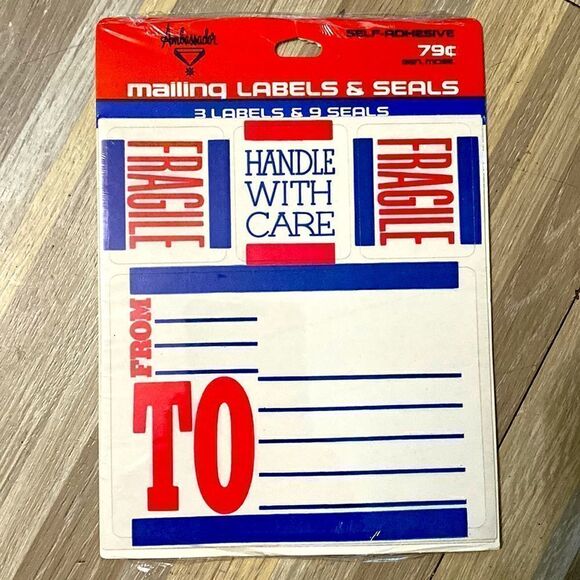 Ambassador
SELF-ADHESIVE
79¢
mailing LABELS & SEALS
3 LABELS & 9 SEALS
FRAGILE
HANDLE
WITH
CARE
FRAGILE
FROM
TO